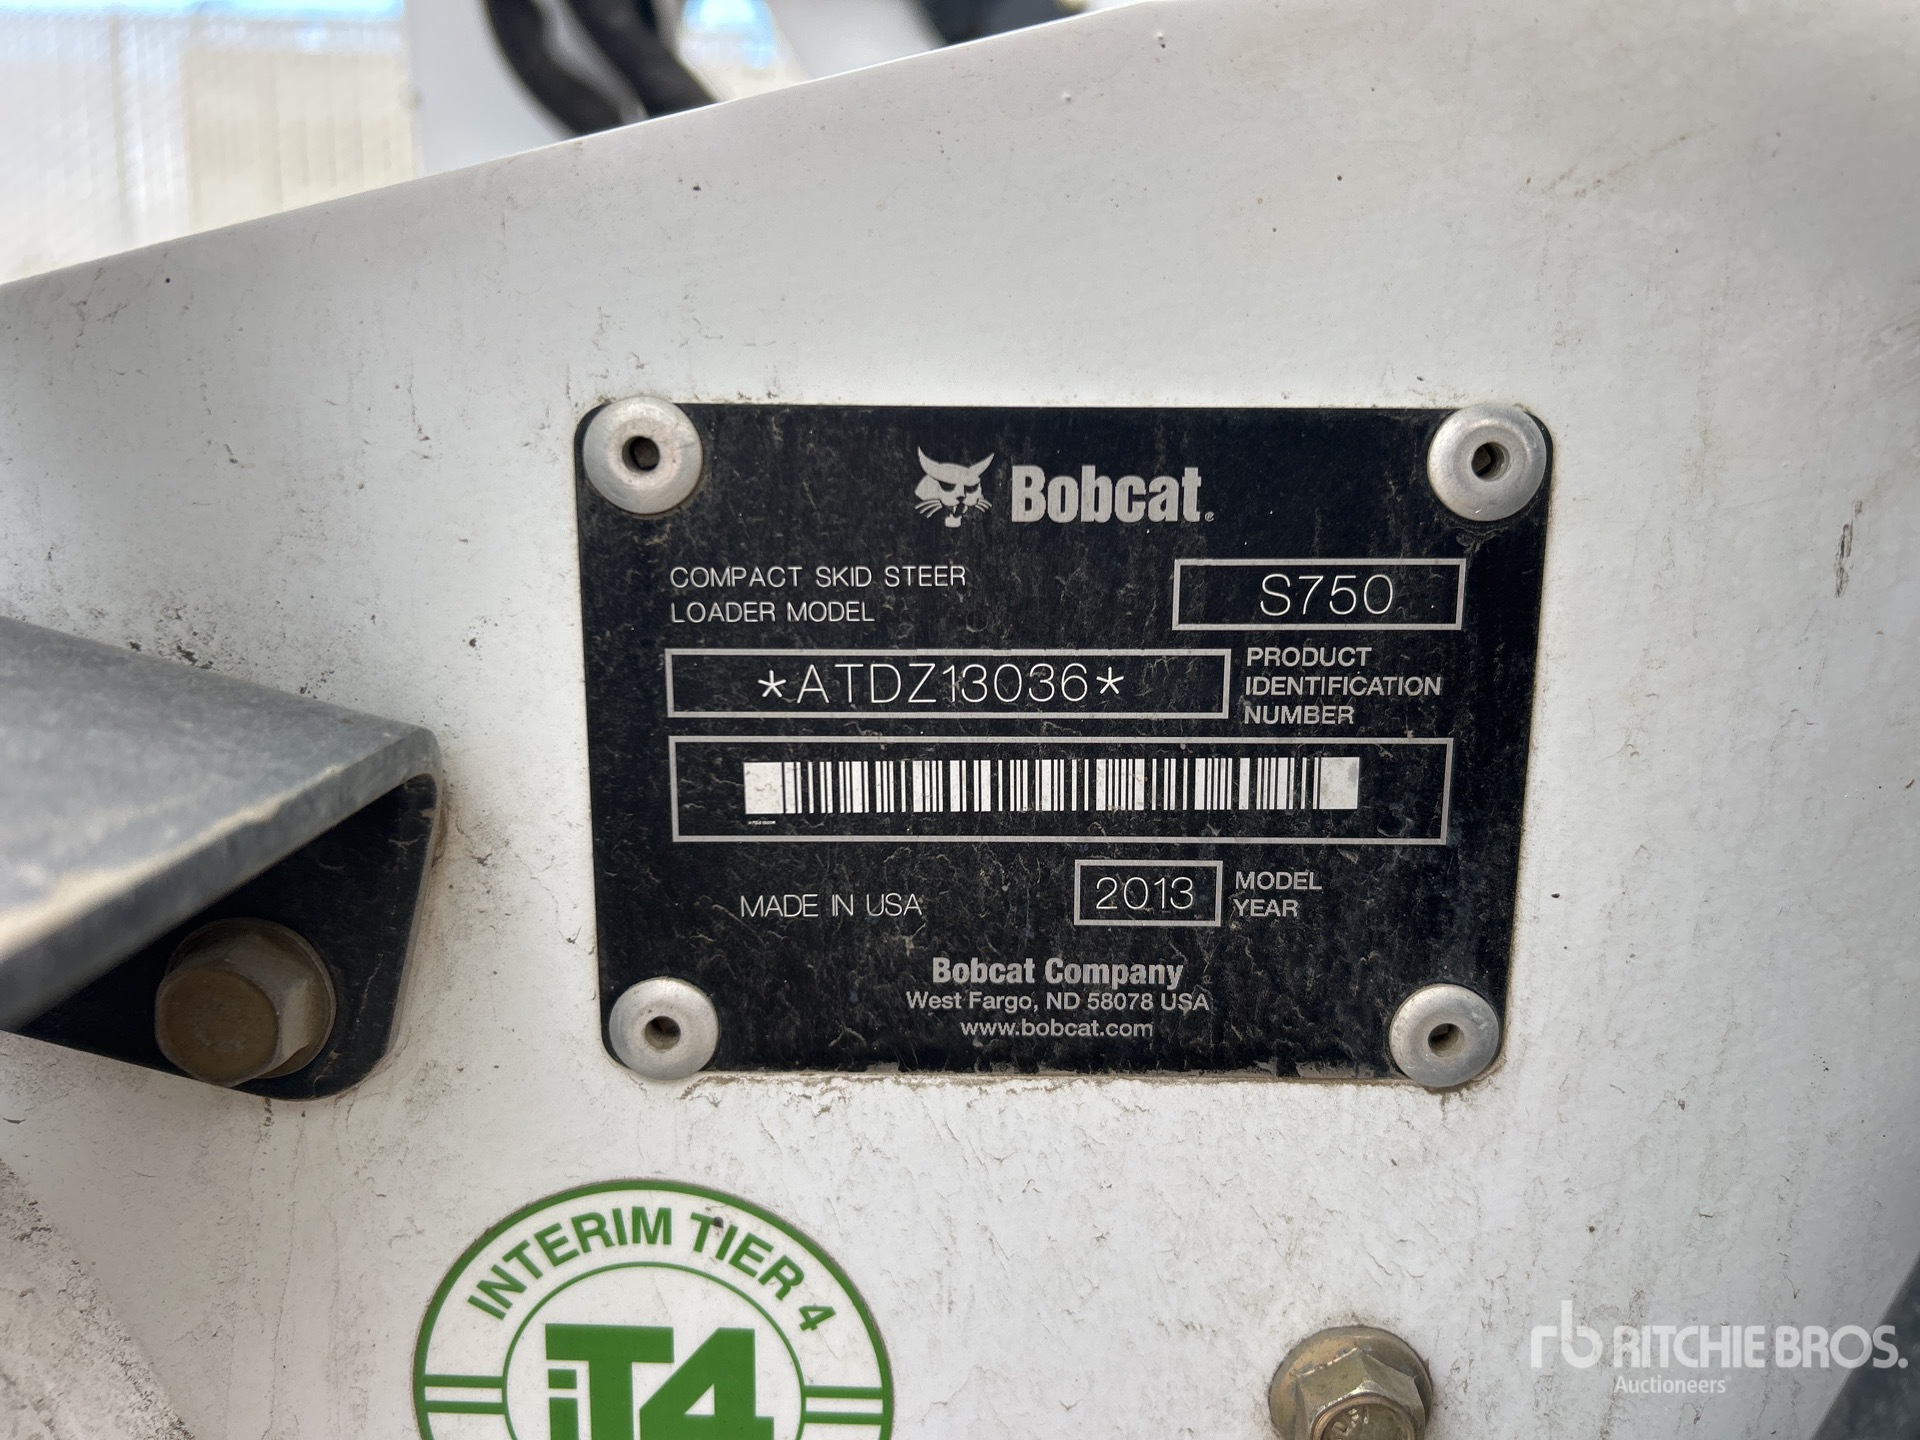 Bobcat®
COMPACT SKID STEER
LOADER MODEL
S750
*ATDZ13036*
PRODUCT
IDENTIFICATION
NUMBER
MADE IN USA
2013
MODEL
YEAR
Bobcat Company
West Fargo, ND 58078 USA
www.bobcat.com
INTERIM TIER 4
iT4
rb RITCHIE BROS.
Auctioneers